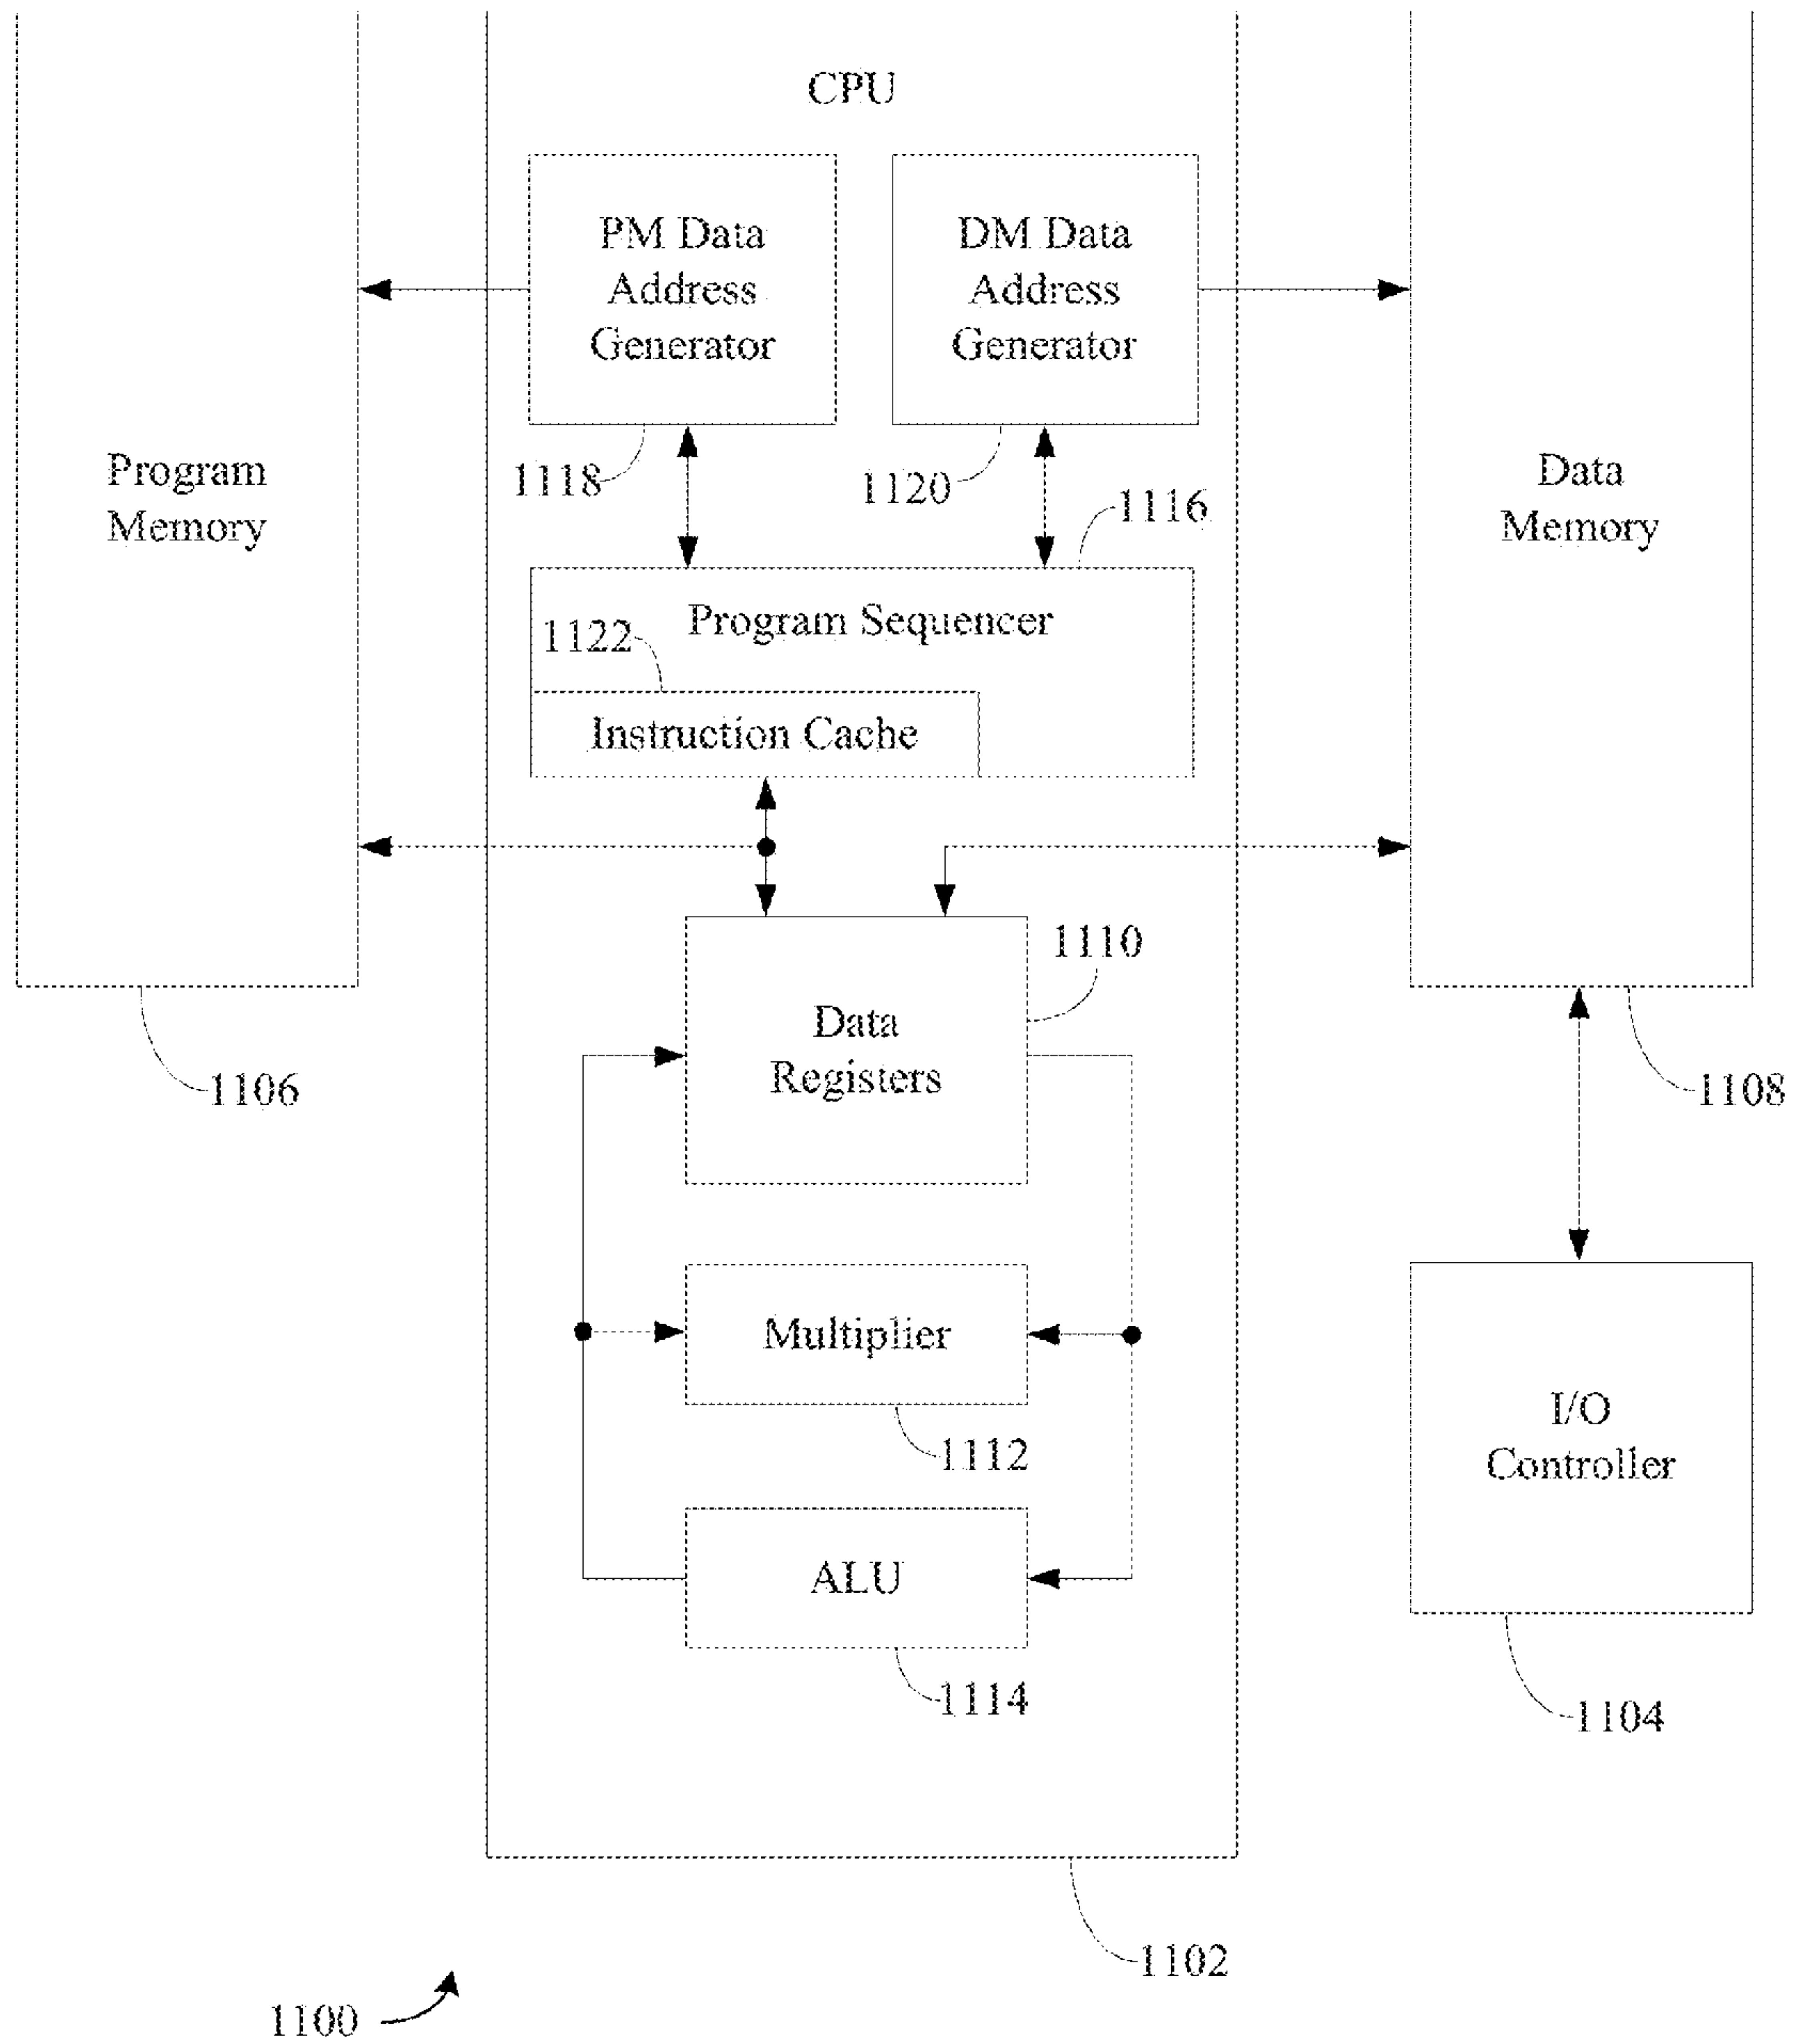 CPU
PM Data
Address
Generator
DM Data
Address
Generator
Program
Memory
Data
Memory
1118
1120
1116
Program Sequencer
1122
Instruction Cache
1110
Data
Registers
1106
1108
Multiplier
1112
I/O
Controller
ALU
1114
1104
1102
1100